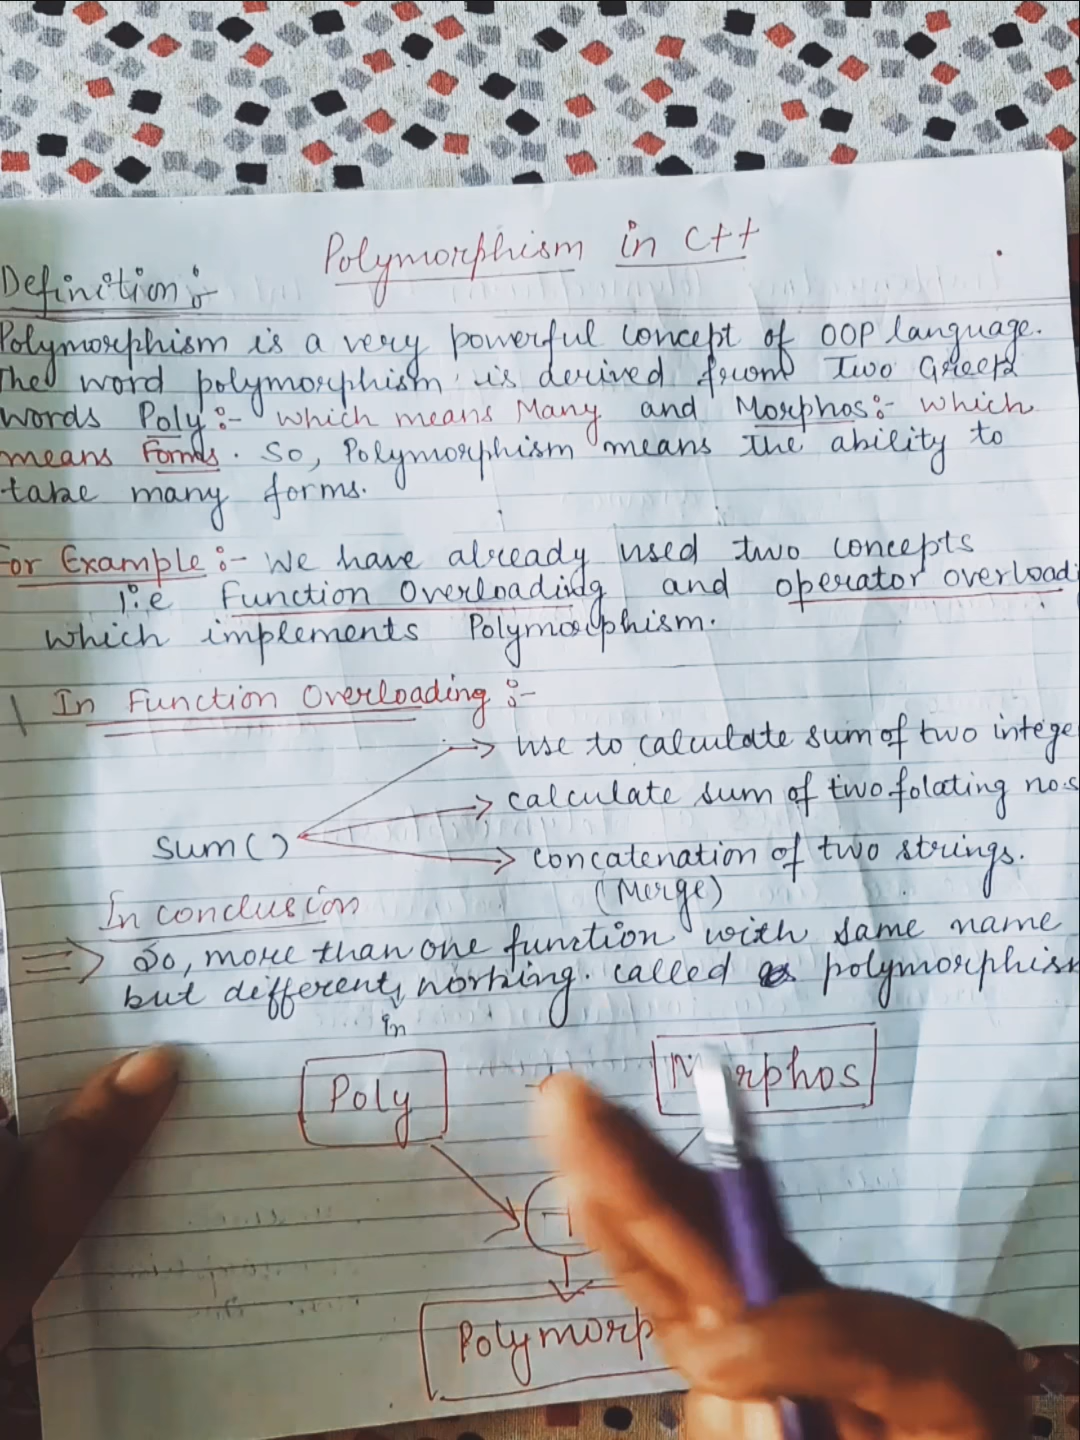 Polymorphism in C++
Definition :-
Polymorphism is a very powerful concept of OOP language.
The word polymorphism is derived from Two Greek
words Poly :- which means Many and Morphos :- which
means Forms. So, Polymorphism means the ability to
take many forms.
For Example :- We have already used two concepts
i.e Function Overloading and operator overloadi
which implements Polymorphism.
In Function Overloading :-
use to calculate sum of two intege
calculate sum of two folating nos
sum()
concatenation of two strings.
(Merge)
In conclusion
So, more than one function with same name
but different working. called as polymorphism
in
Poly
Morphos
Polymorp